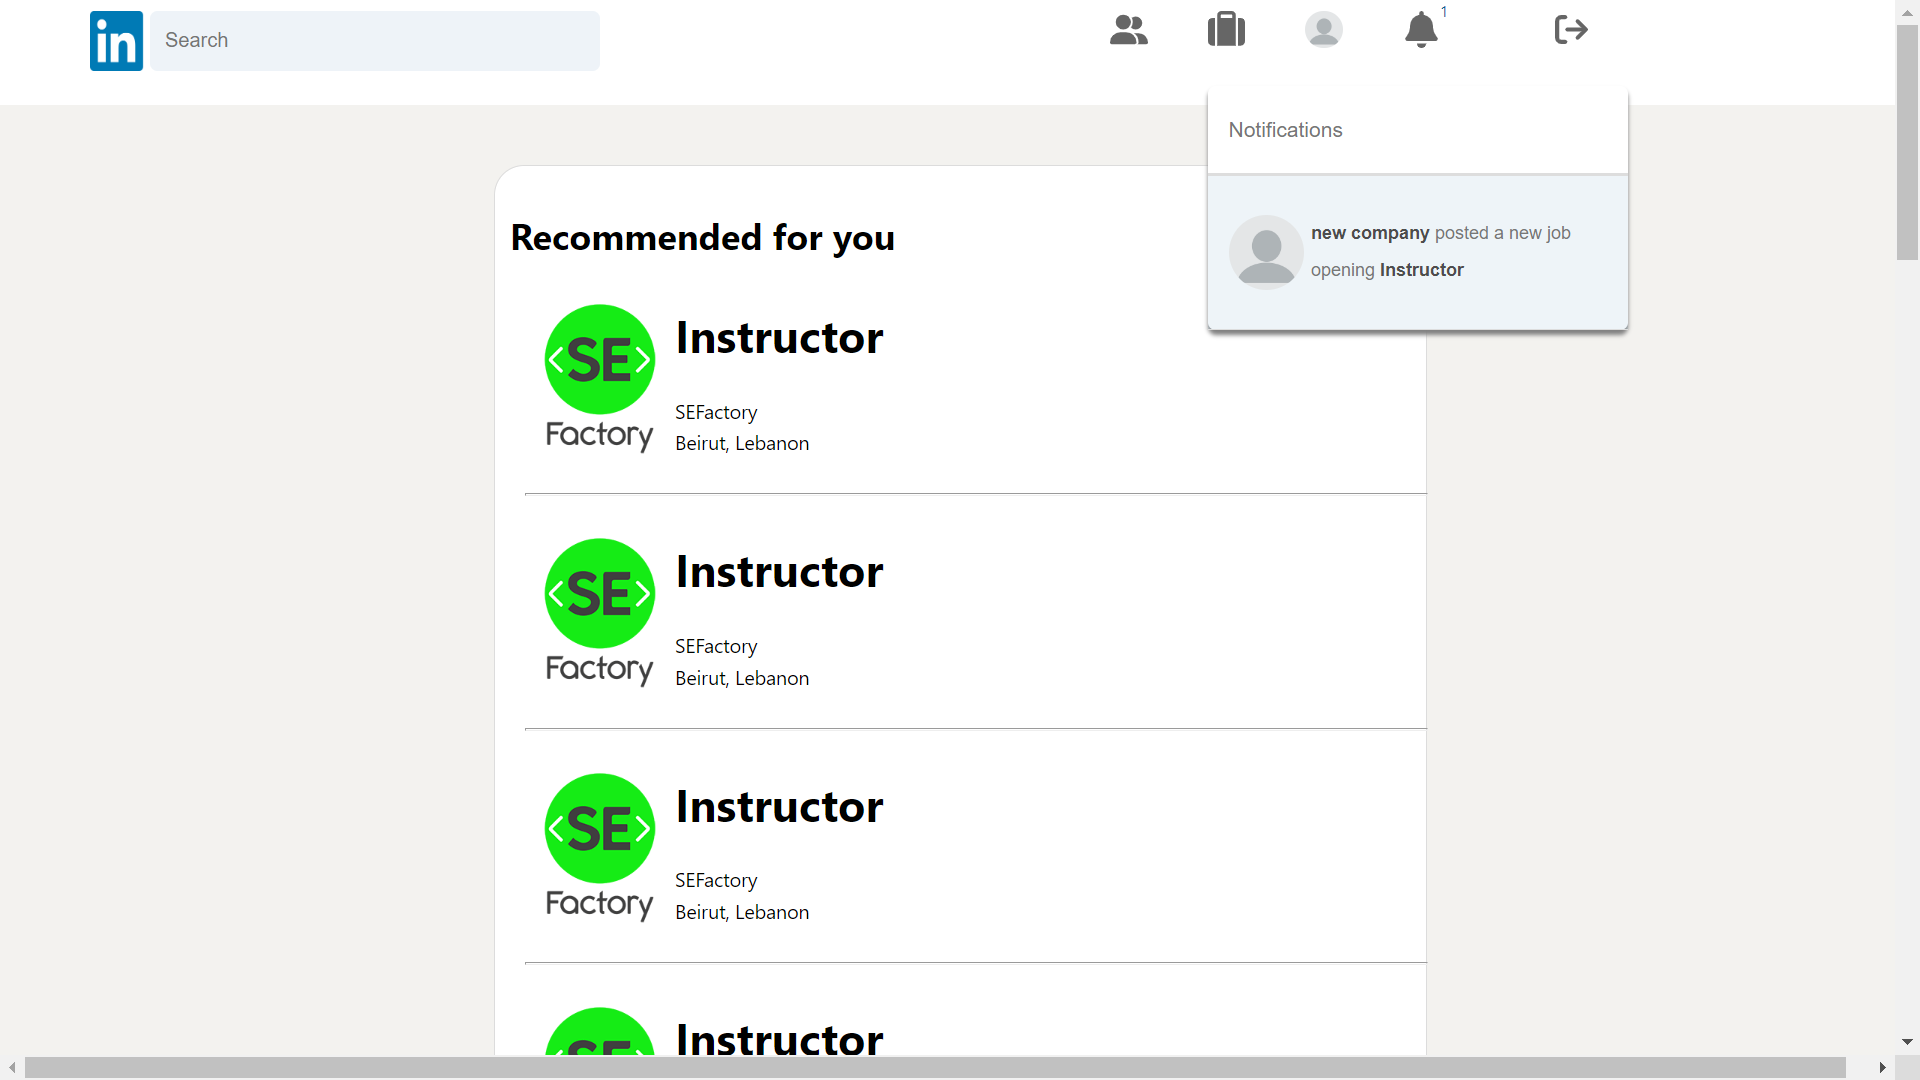 in
Search
1
Notifications
new company posted a new job
opening Instructor
Recommended for you
<SE>
Factory
Instructor
SEFactory
Beirut, Lebanon
<SE>
Factory
Instructor
SEFactory
Beirut, Lebanon
<SE>
Factory
Instructor
SEFactory
Beirut, Lebanon
<SE>
Instructor